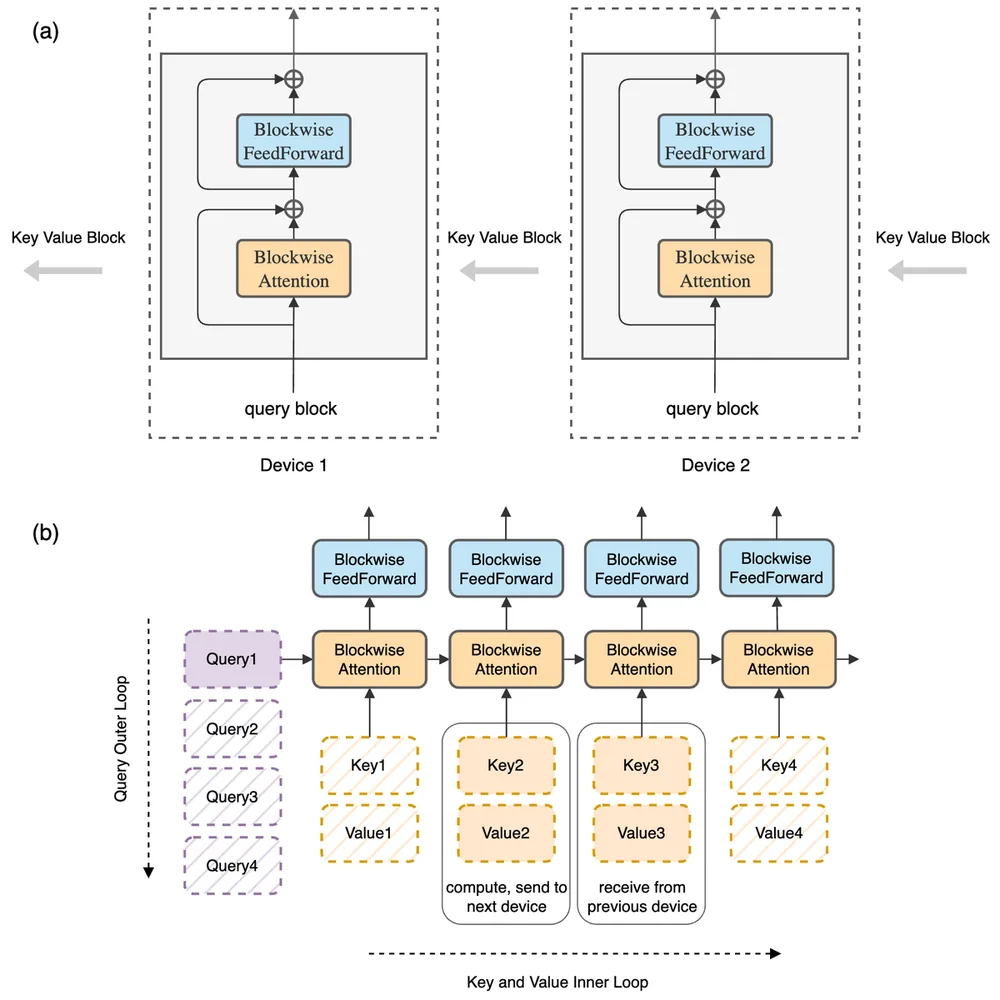 (a)
Blockwise
FeedForward
Blockwise
FeedForward
Key Value Block
Key Value Block
Key Value Block
Blockwise
Attention
Blockwise
Attention
query block
query block
Device 1
Device 2
(b)
Blockwise
FeedForward
Blockwise
FeedForward
Blockwise
FeedForward
Blockwise
FeedForward
Query Outer Loop
Query1
Blockwise
Attention
Blockwise
Attention
Blockwise
Attention
Blockwise
Attention
Query2
Query3
Query4
Key1
Key2
Key3
Key4
Value1
Value2
Value3
Value4
compute, send to
next device
receive from
previous device
Key and Value Inner Loop